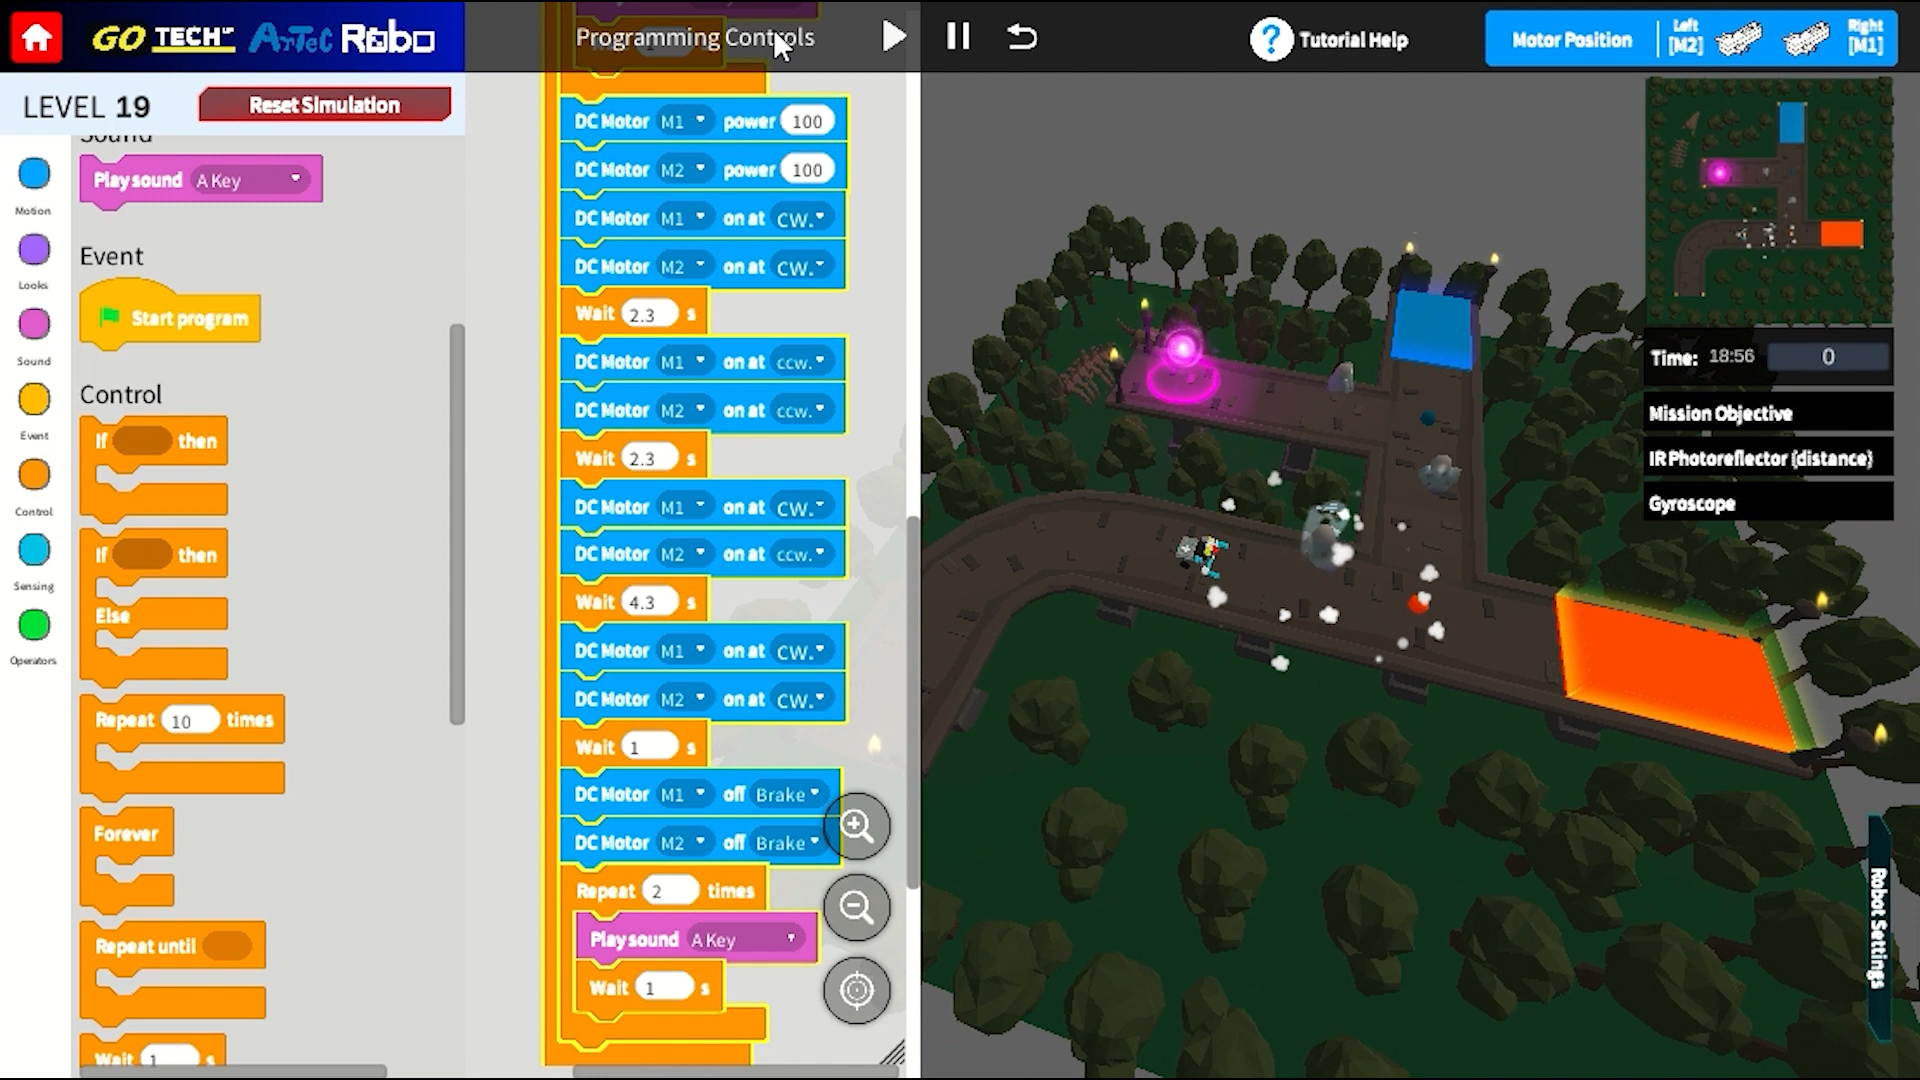 GO TECH ArTeC Robo
Programming Controls
Tutorial Help
Motor Position
Left [M2]
Right [M1]
LEVEL 19
Reset Simulation
Sound
Play sound A Key
Event
Start program
Control
If then
If then
Else
Repeat 10 times
Forever
Repeat until
Wait 1 s
Motion
Looks
Sound
Event
Control
Sensing
Operators
DC Motor M1 power 100
DC Motor M2 power 100
DC Motor M1 on at cw.
DC Motor M2 on at cw.
Wait 2.3 s
DC Motor M1 on at ccw.
DC Motor M2 on at ccw.
Wait 2.3 s
DC Motor M1 on at cw.
DC Motor M2 on at ccw.
Wait 4.3 s
DC Motor M1 on at cw.
DC Motor M2 on at cw.
Wait 1 s
DC Motor M1 off Brake
DC Motor M2 off Brake
Repeat 2 times
Play sound A Key
Wait 1 s
Time: 18:56 0
Mission Objective
IR Photoreflector (distance)
Gyroscope
Robot Settings